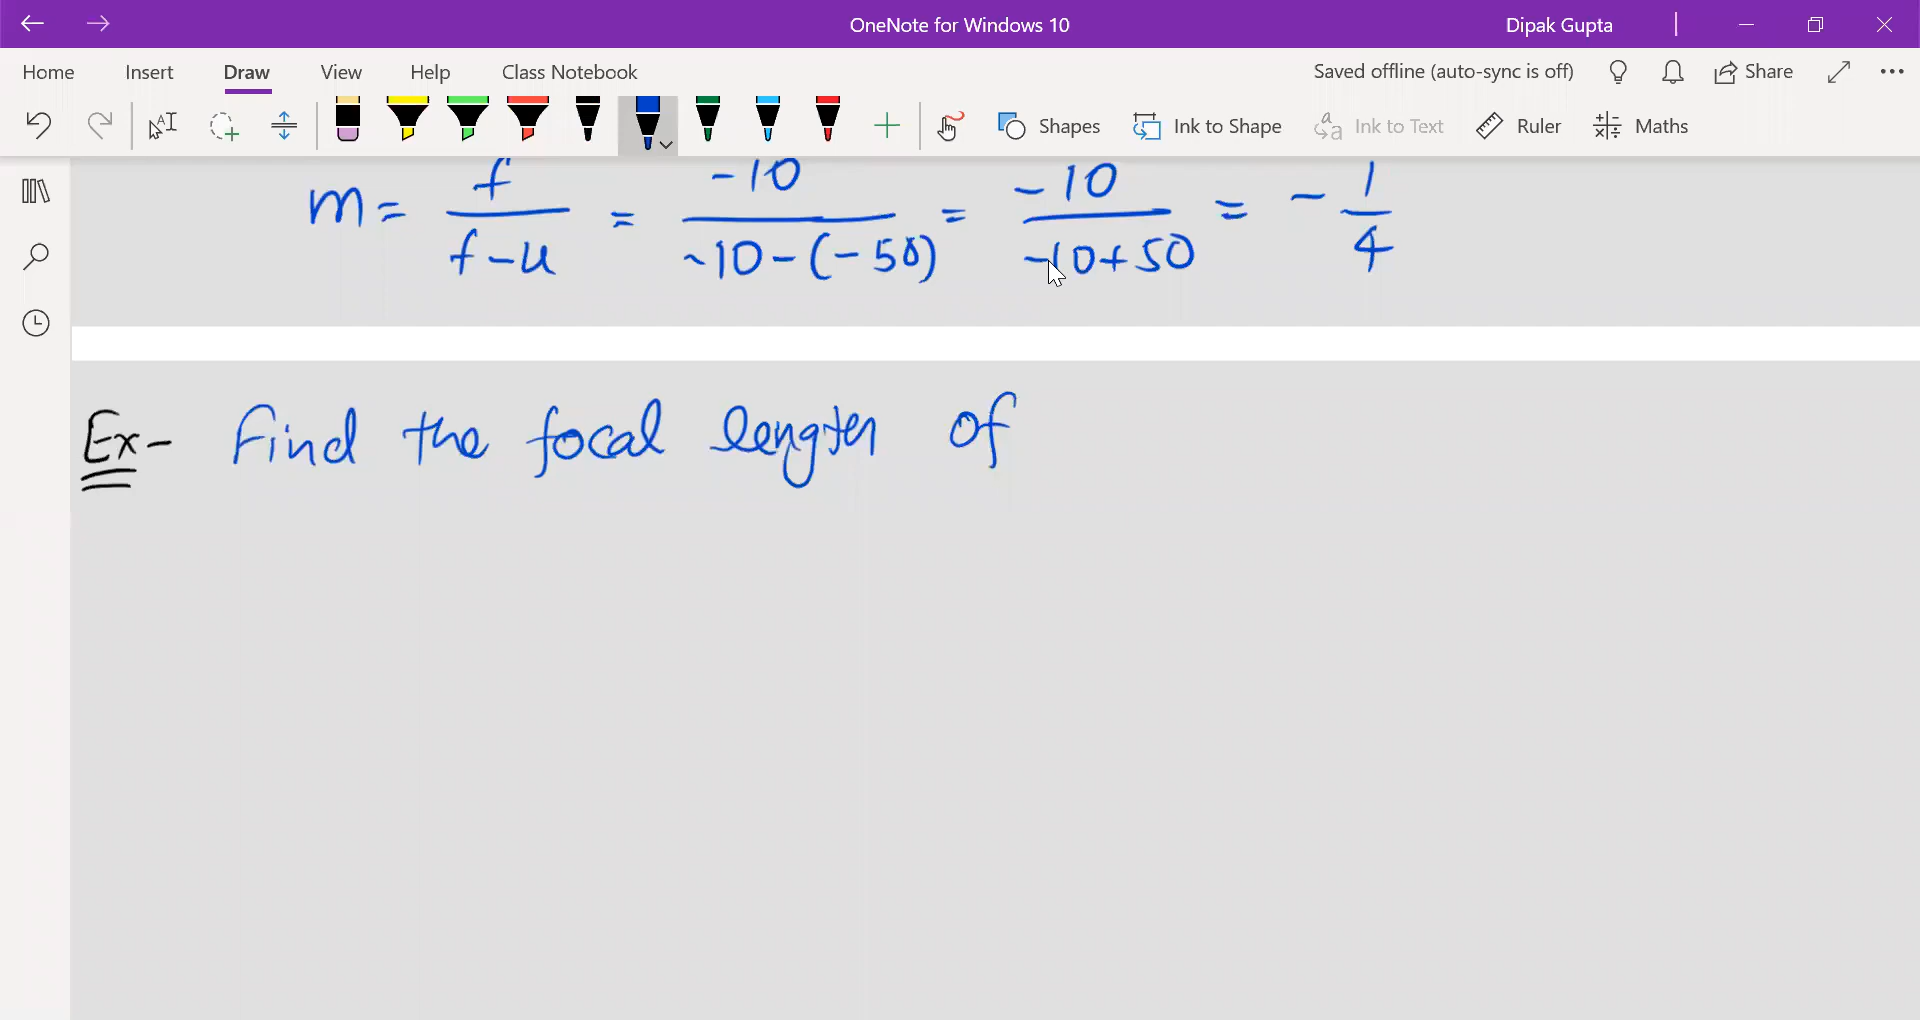 OneNote for Windows 10
Dipak Gupta
Home Insert Draw View Help Class Notebook
Saved offline (auto-sync is off) Share
Shapes Ink to Shape Ink to Text Ruler Maths
m = f/(f-u) = -10/(-10-(-50)) = -10/(-10+50) = -1/4
Ex- Find the focal length of